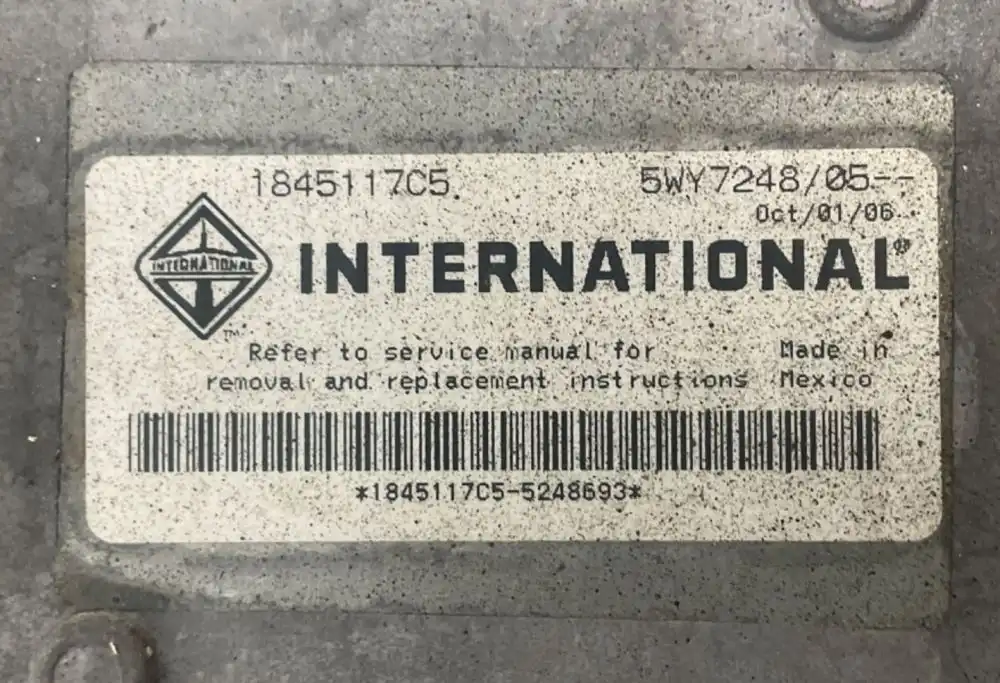 1845117C5 5WY7248/05--
Oct/01/06
INTERNATIONAL
INTERNATIONAL®
TM
Refer to service manual for Made in
removal and replacement instructions Mexico
*1845117C5-5248693*